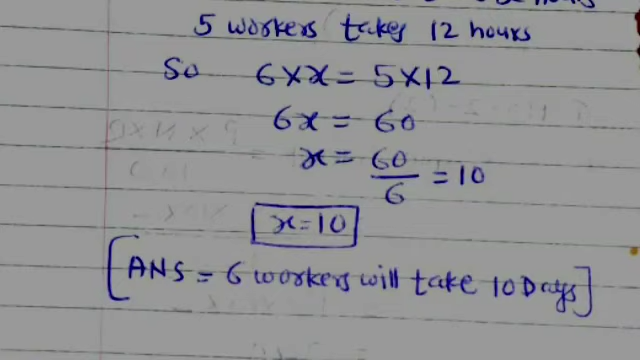 5 workers takes 12 hours
So 6×x = 5×12
6x = 60
x = 60/6 = 10
x=10
[ANS = 6 workers will take 10 Days]